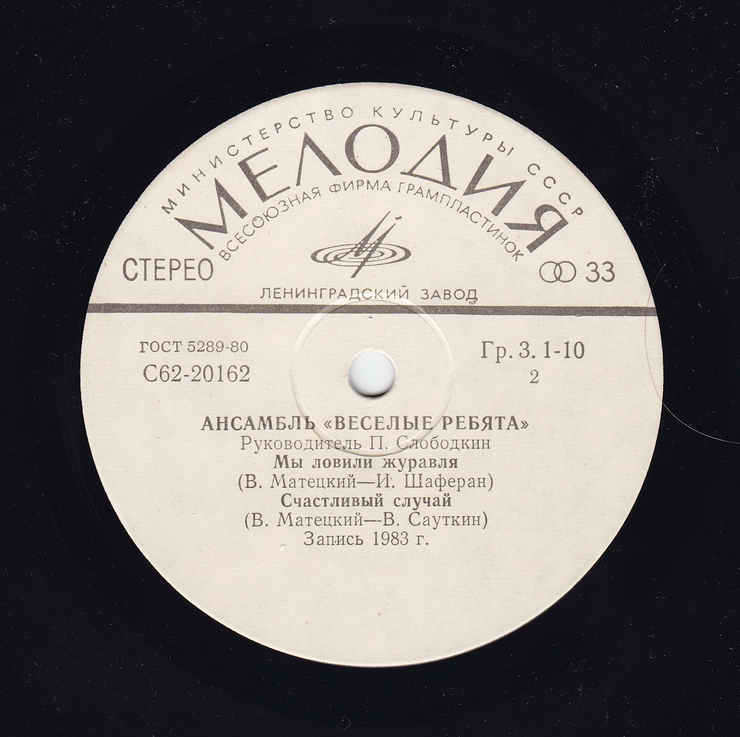 МИНИСТЕРСТВО КУЛЬТУРЫ СССР
МЕЛОДИЯ
ВСЕСОЮЗНАЯ ФИРМА ГРАМПЛАСТИНОК
СТЕРЕО
33
ЛЕНИНГРАДСКИЙ ЗАВОД
ГОСТ 5289-80
Гр. 3. 1-10
С62-20162
2
АНСАМБЛЬ «ВЕСЕЛЫЕ РЕБЯТА»
Руководитель П. Слободкин
Мы ловили журавля
(В. Матецкий—И. Шаферан)
Счастливый случай
(В. Матецкий—В. Сауткин)
Запись 1983 г.